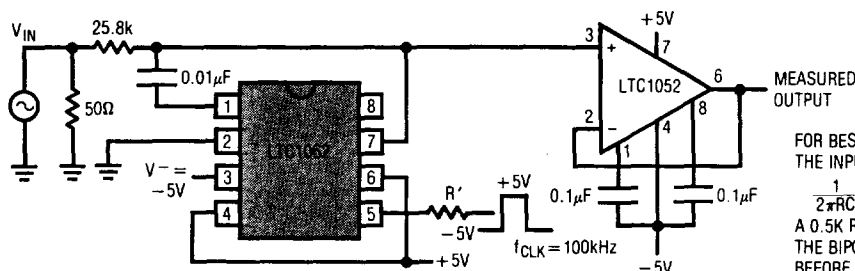 V_IN
25.8k
0.01µF
50Ω
1
2
3
4
8
7
6
5
LTC1062
V⁻=
−5V
R'
+5V
−5V
f_CLK=100kHz
+5V
+5V
3
+
7
LTC1052
6
8
2
−
1
4
0.1µF
0.1µF
−5V
MEASURED
OUTPUT
FOR BES
THE INPU
1
2πRC
A 0.5K R
THE BIPO
BEFORE